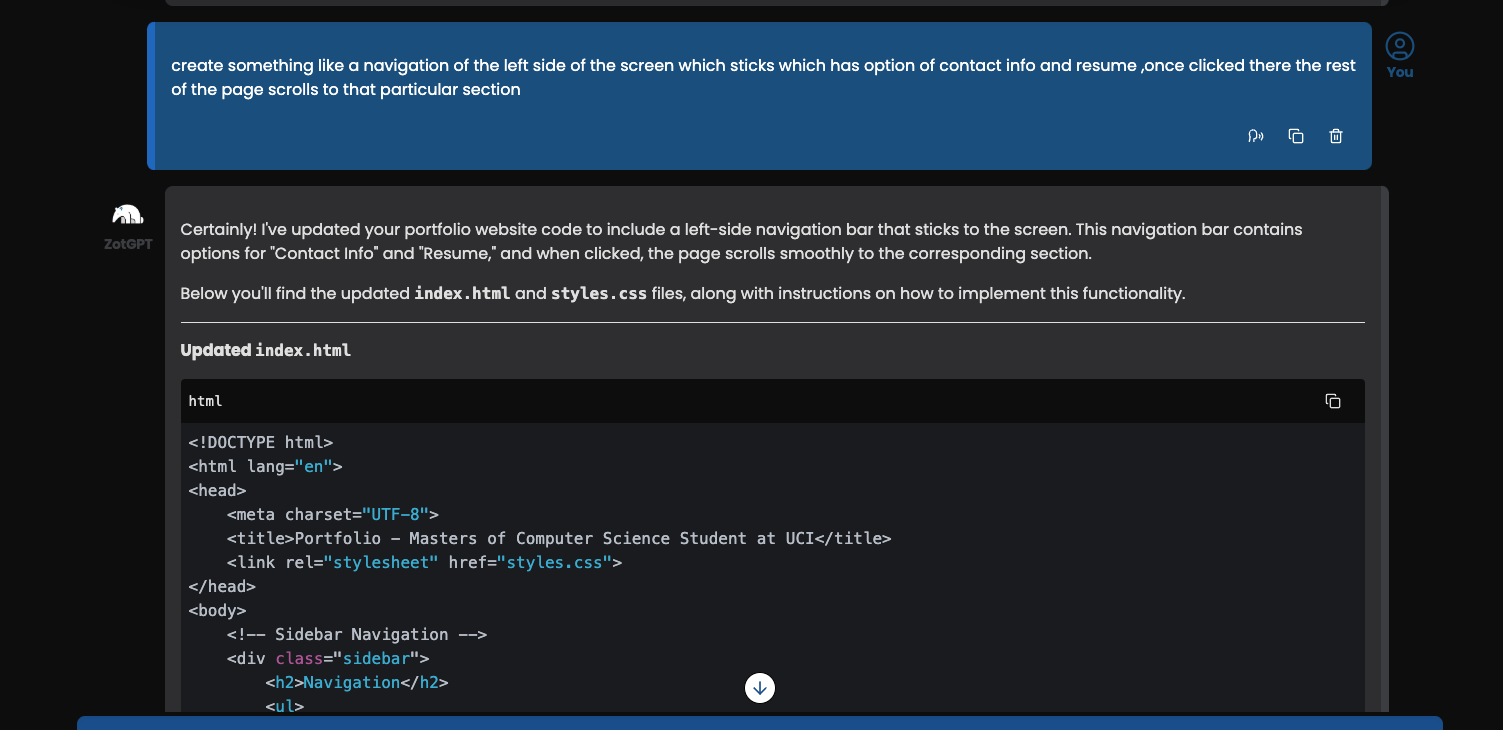 create something like a navigation of the left side of the screen which sticks which has option of contact info and resume ,once clicked there the rest
of the page scrolls to that particular section
You
ZotGPT
Certainly! I've updated your portfolio website code to include a left-side navigation bar that sticks to the screen. This navigation bar contains
options for "Contact Info" and "Resume," and when clicked, the page scrolls smoothly to the corresponding section.
Below you'll find the updated index.html and styles.css files, along with instructions on how to implement this functionality.
Updated index.html
html
<!DOCTYPE html>
<html lang="en">
<head>
    <meta charset="UTF-8">
    <title>Portfolio - Masters of Computer Science Student at UCI</title>
    <link rel="stylesheet" href="styles.css">
</head>
<body>
    <!-- Sidebar Navigation -->
    <div class="sidebar">
        <h2>Navigation</h2>
        <ul>